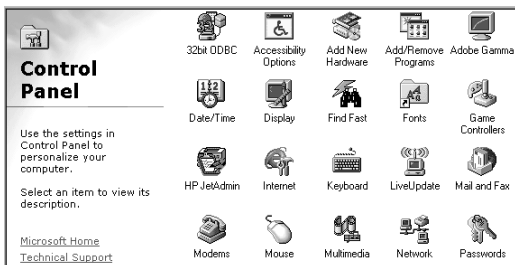 Control
Panel
Use the settings in
Control Panel to
personalize your
computer.
Select an item to view its
description.
Microsoft Home
Technical Support
32bit ODBC
Accessibility
Options
Add New
Hardware
Add/Remove
Programs
Adobe Gamma
Date/Time
Display
Find Fast
Fonts
Game
Controllers
HP JetAdmin
Internet
Keyboard
LiveUpdate
Mail and Fax
Modems
Mouse
Multimedia
Network
Passwords